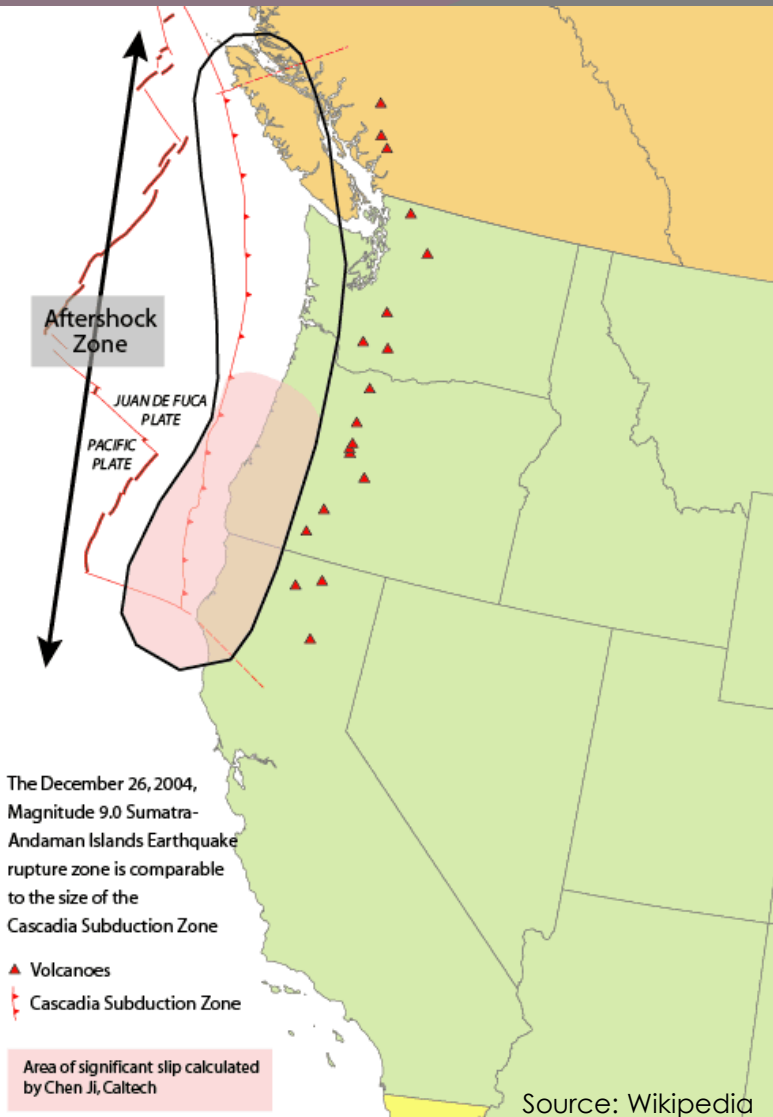 Aftershock
Zone
JUAN DE FUCA
PLATE
PACIFIC
PLATE
The December 26, 2004,
Magnitude 9.0 Sumatra-
Andaman Islands Earthquake
rupture zone is comparable
to the size of the
Cascadia Subduction Zone
Volcanoes
Cascadia Subduction Zone
Area of significant slip calculated
by Chen Ji, Caltech
Source: Wikipedia